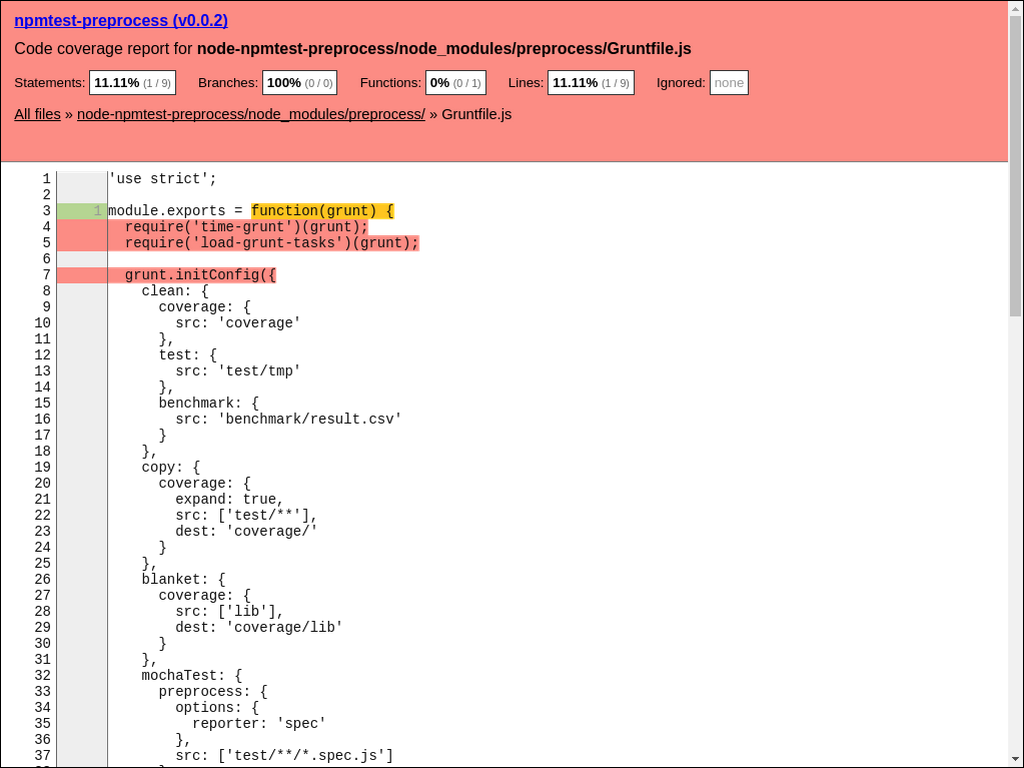 npmtest-preprocess (v0.0.2)
Code coverage report for node-npmtest-preprocess/node_modules/preprocess/Gruntfile.js
Statements: 11.11% (1 / 9) Branches: 100% (0 / 0) Functions: 0% (0 / 1) Lines: 11.11% (1 / 9) Ignored: none
All files » node-npmtest-preprocess/node_modules/preprocess/ » Gruntfile.js
1 'use strict';
2
3 1 module.exports = function(grunt) {
4 require('time-grunt')(grunt);
5 require('load-grunt-tasks')(grunt);
6
7 grunt.initConfig({
8 clean: {
9 coverage: {
10 src: 'coverage'
11 },
12 test: {
13 src: 'test/tmp'
14 },
15 benchmark: {
16 src: 'benchmark/result.csv'
17 }
18 },
19 copy: {
20 coverage: {
21 expand: true,
22 src: ['test/**'],
23 dest: 'coverage/'
24 }
25 },
26 blanket: {
27 coverage: {
28 src: ['lib'],
29 dest: 'coverage/lib'
30 }
31 },
32 mochaTest: {
33 preprocess: {
34 options: {
35 reporter: 'spec'
36 },
37 src: ['test/**/*.spec.js']